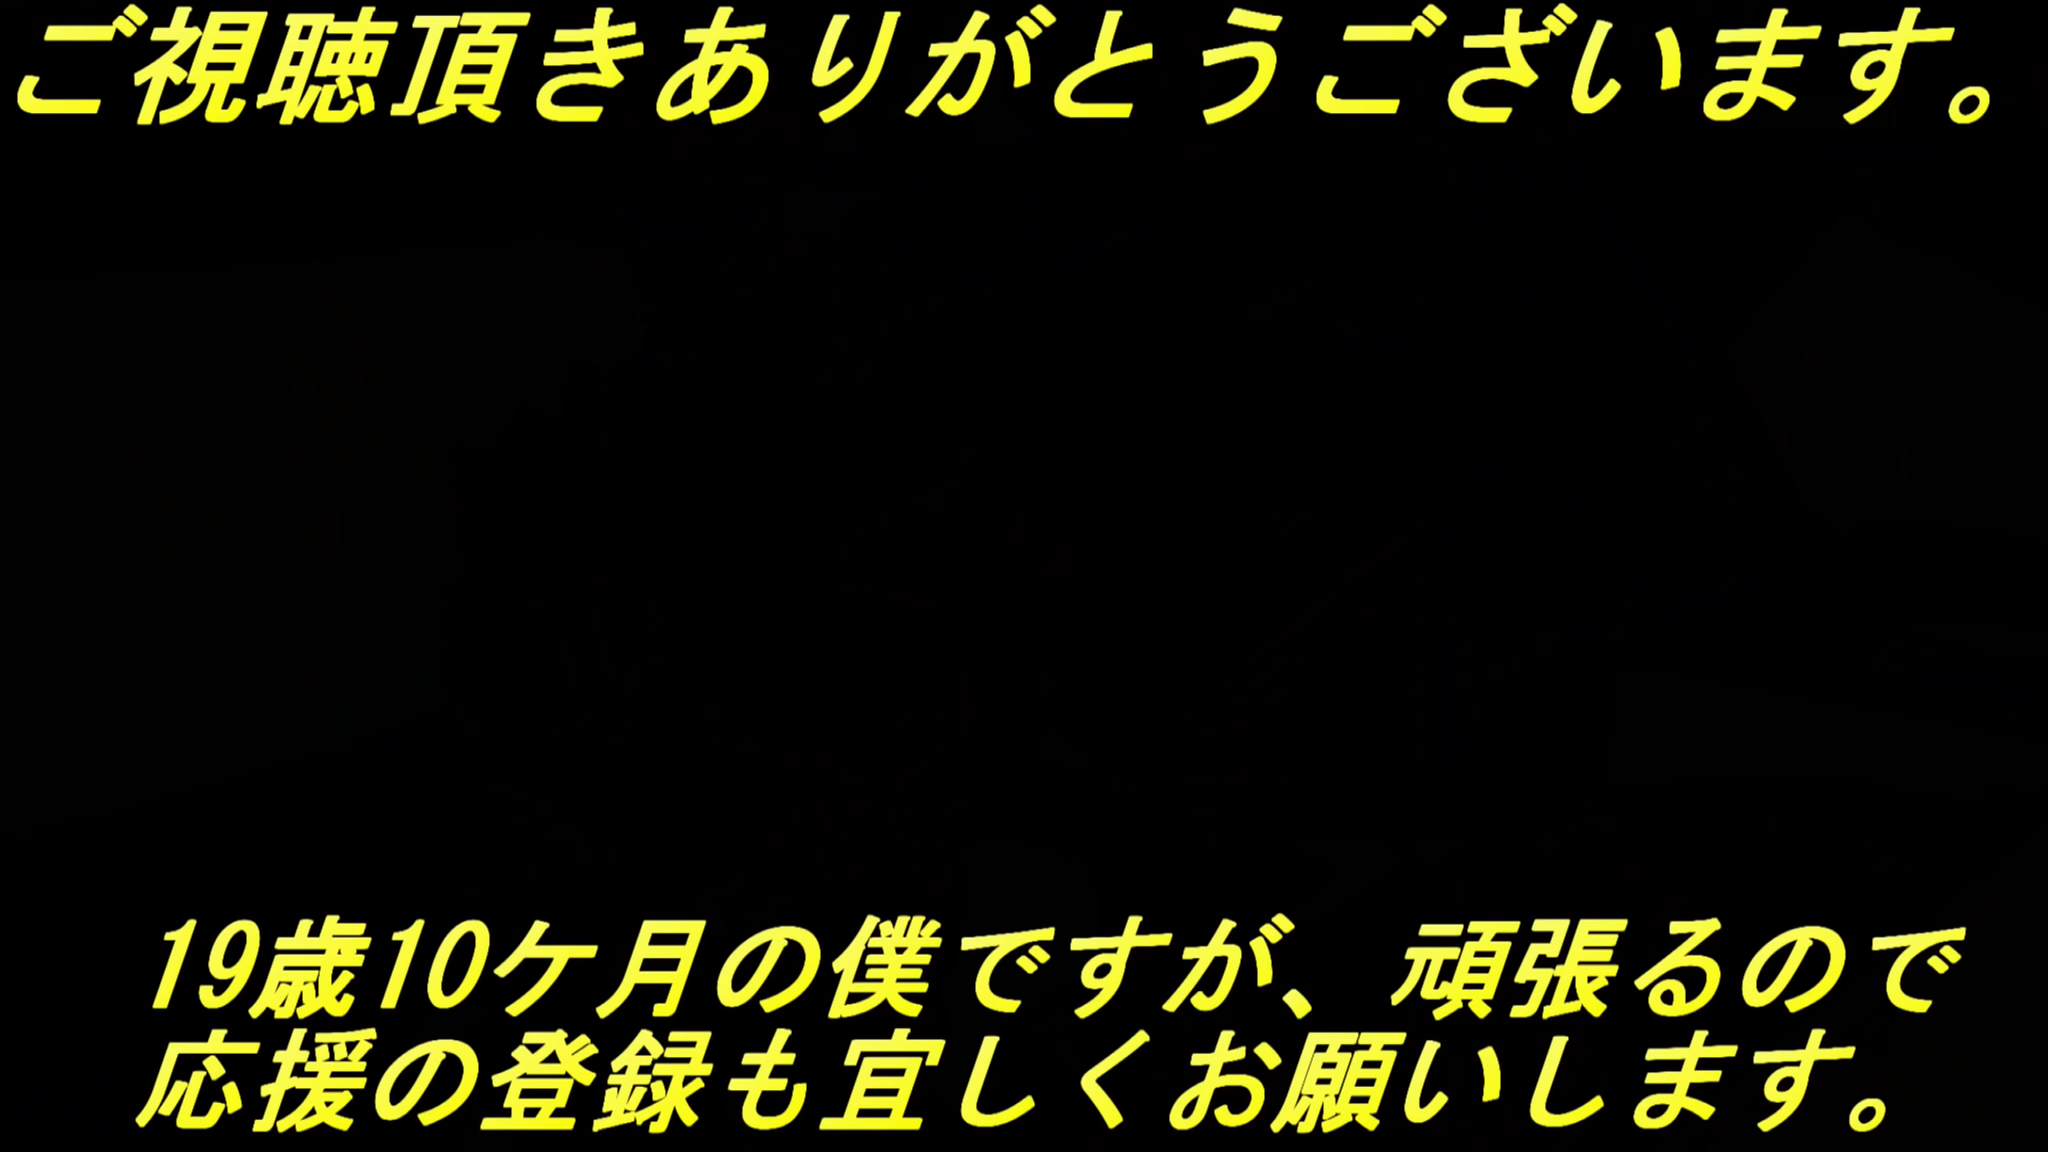 ご視聴頂きありがとうございます。
19歳10ケ月の僕ですが、頑張るので
応援の登録も宜しくお願いします。